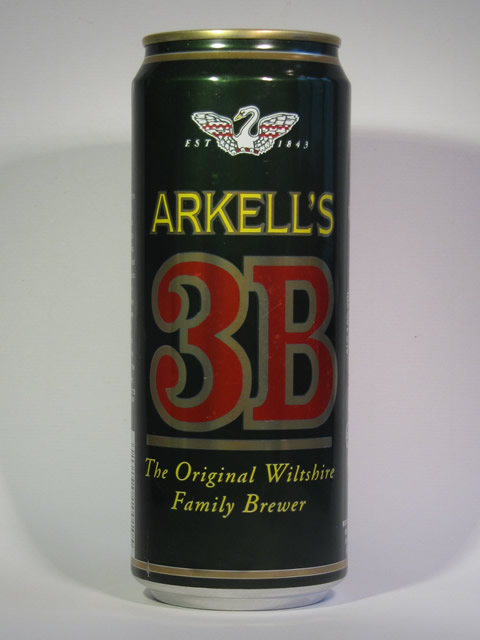 EST 1843
ARKELL'S
3B
The Original Wiltshire
Family Brewer